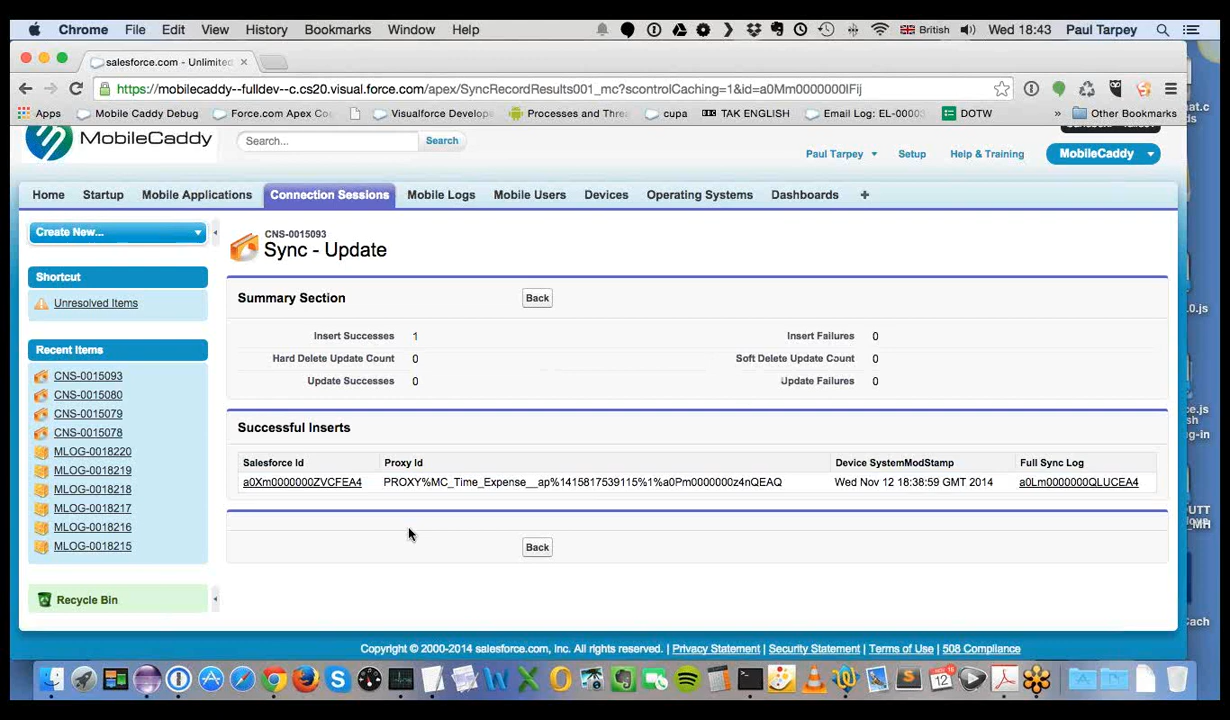 Chrome File Edit View History Bookmarks Window Help British Wed 18:43 Paul Tarpey
salesforce.com - Unlimited
https://mobilecaddy--fulldev--c.cs20.visual.force.com/apex/SyncRecordResults001_mc?scontrolCaching=1&id=a0Mm0000000IFij
Apps Mobile Caddy Debug Force.com Apex Co Visualforce Develop Processes and Thre cupa TAK ENGLISH Email Log: EL-0000 DOTW » Other Bookmarks
MobileCaddy Search... Search
Paul Tarpey Setup Help & Training MobileCaddy
Home Startup Mobile Applications Connection Sessions Mobile Logs Mobile Users Devices Operating Systems Dashboards +
Create New...
CNS-0015093
Sync - Update
Shortcut
Unresolved Items
Recent Items
CNS-0015093
CNS-0015080
CNS-0015079
CNS-0015078
MLOG-0018220
MLOG-0018219
MLOG-0018218
MLOG-0018217
MLOG-0018216
MLOG-0018215
Recycle Bin
Summary Section Back
Insert Successes 1 Insert Failures 0
Hard Delete Update Count 0 Soft Delete Update Count 0
Update Successes 0 Update Failures 0
Successful Inserts
Salesforce Id Proxy Id Device SystemModStamp Full Sync Log
a0Xm0000000ZVCFEA4 PROXY%MC_Time_Expense__ap%1415817539115%1%a0Pm0000000z4nQEAQ Wed Nov 12 18:38:59 GMT 2014 a0Lm0000000QLUCEA4
Back
Copyright © 2000-2014 salesforce.com, inc. All rights reserved. | Privacy Statement | Security Statement | Terms of Use | 508 Compliance